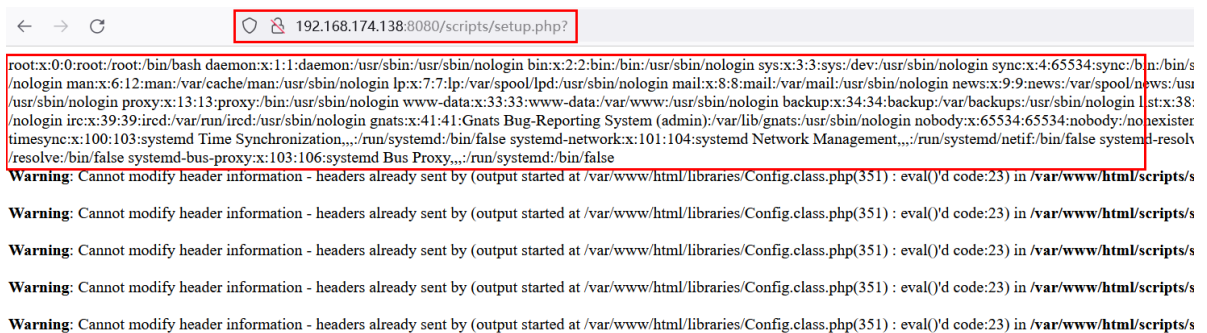 192.168.174.138:8080/scripts/setup.php?
root:x:0:0:root:/root:/bin/bash daemon:x:1:1:daemon:/usr/sbin:/usr/sbin/nologin bin:x:2:2:bin:/bin:/usr/sbin/nologin sys:x:3:3:sys:/dev:/usr/sbin/nologin sync:x:4:65534:sync:/bin:/bin/s
/nologin man:x:6:12:man:/var/cache/man:/usr/sbin/nologin lp:x:7:7:lp:/var/spool/lpd:/usr/sbin/nologin mail:x:8:8:mail:/var/mail:/usr/sbin/nologin news:x:9:9:news:/var/spool/news:/usr
/usr/sbin/nologin proxy:x:13:13:proxy:/bin:/usr/sbin/nologin www-data:x:33:33:www-data:/var/www:/usr/sbin/nologin backup:x:34:34:backup:/var/backups:/usr/sbin/nologin list:x:38:
/nologin irc:x:39:39:ircd:/var/run/ircd:/usr/sbin/nologin gnats:x:41:41:Gnats Bug-Reporting System (admin):/var/lib/gnats:/usr/sbin/nologin nobody:x:65534:65534:nobody:/nonexisten
timesync:x:100:103:systemd Time Synchronization,,,:/run/systemd:/bin/false systemd-network:x:101:104:systemd Network Management,,,:/run/systemd/netif:/bin/false systemd-resolv
/resolve:/bin/false systemd-bus-proxy:x:103:106:systemd Bus Proxy,,,:/run/systemd:/bin/false
Warning: Cannot modify header information - headers already sent by (output started at /var/www/html/libraries/Config.class.php(351) : eval()'d code:23) in /var/www/html/scripts/s
Warning: Cannot modify header information - headers already sent by (output started at /var/www/html/libraries/Config.class.php(351) : eval()'d code:23) in /var/www/html/scripts/s
Warning: Cannot modify header information - headers already sent by (output started at /var/www/html/libraries/Config.class.php(351) : eval()'d code:23) in /var/www/html/scripts/s
Warning: Cannot modify header information - headers already sent by (output started at /var/www/html/libraries/Config.class.php(351) : eval()'d code:23) in /var/www/html/scripts/s
Warning: Cannot modify header information - headers already sent by (output started at /var/www/html/libraries/Config.class.php(351) : eval()'d code:23) in /var/www/html/scripts/s